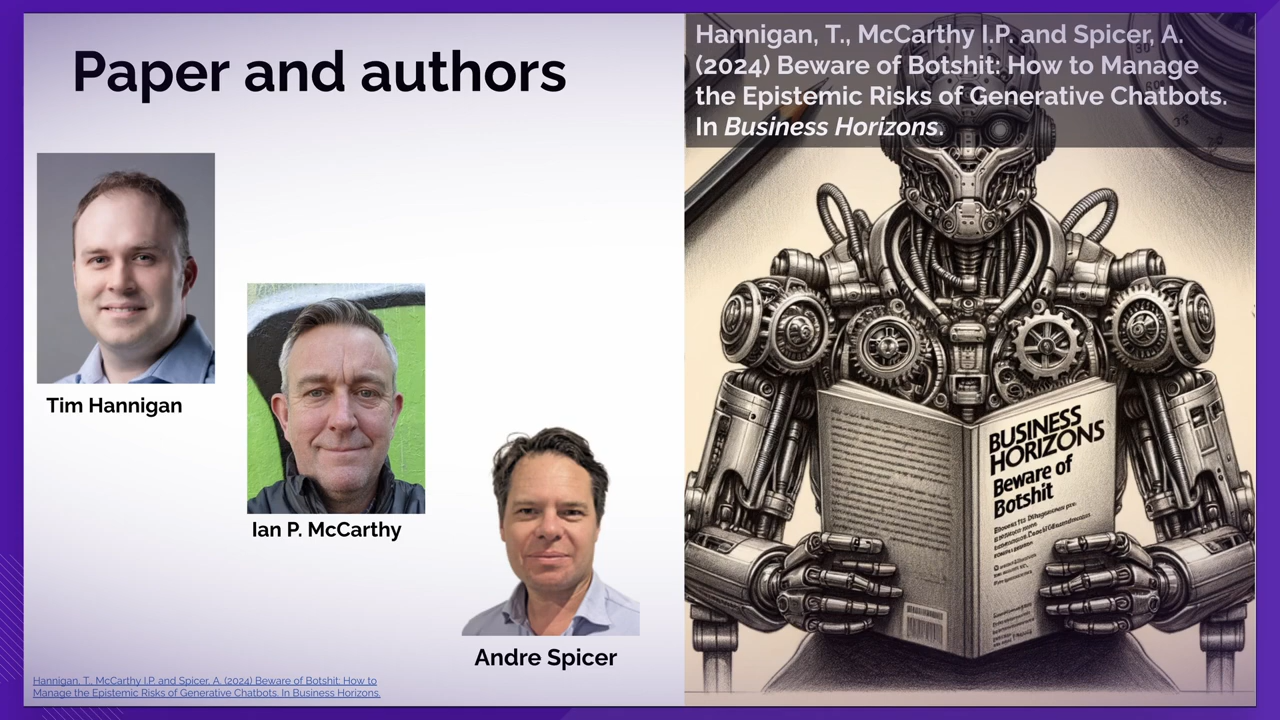 Paper and authors
Tim Hannigan
Ian P. McCarthy
Andre Spicer
Hannigan, T., McCarthy I.P. and Spicer, A. (2024) Beware of Botshit: How to
Manage the Epistemic Risks of Generative Chatbots. In Business Horizons.
Hannigan, T., McCarthy I.P. and Spicer, A.
(2024) Beware of Botshit: How to Manage
the Epistemic Risks of Generative Chatbots.
In Business Horizons.
BUSINESS
HORIZONS
Beware of
Botshit